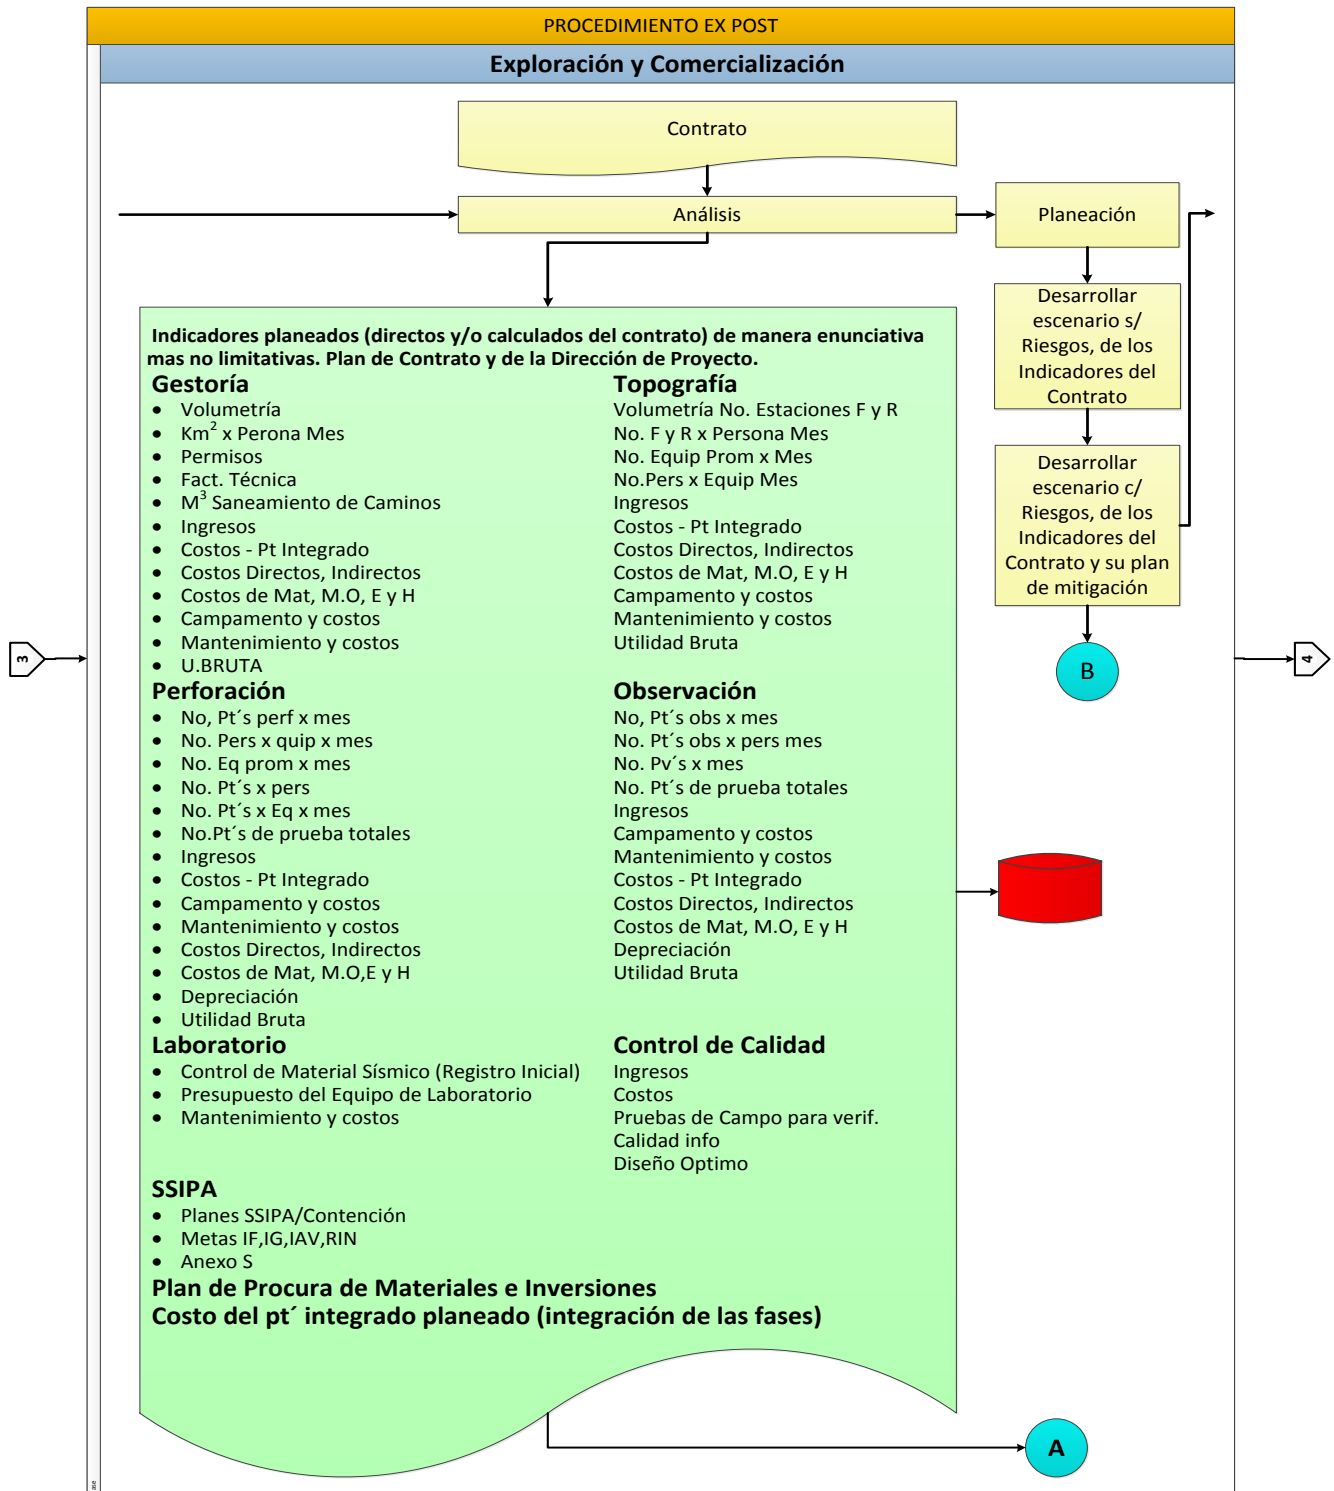 PROCEDIMIENTO EX POST
Exploración y Comercialización
Contrato
Análisis
Planeación
Desarrollar
escenario s/
Riesgos, de los
Indicadores del
Contrato
Desarrollar
escenario c/
Riesgos, de los
Indicadores del
Contrato y su plan
de mitigación
B
Indicadores planeados (directos y/o calculados del contrato) de manera enunciativa
mas no limitativas. Plan de Contrato y de la Dirección de Proyecto.
Gestoría
• Volumetría
• Km² x Perona Mes
• Permisos
• Fact. Técnica
• M³ Saneamiento de Caminos
• Ingresos
• Costos - Pt Integrado
• Costos Directos, Indirectos
• Costos de Mat, M.O, E y H
• Campamento y costos
• Mantenimiento y costos
• U.BRUTA
Topografía
Volumetría No. Estaciones F y R
No. F y R x Persona Mes
No. Equip Prom x Mes
No.Pers x Equip Mes
Ingresos
Costos - Pt Integrado
Costos Directos, Indirectos
Costos de Mat, M.O, E y H
Campamento y costos
Mantenimiento y costos
Utilidad Bruta
Perforación
• No, Pt´s perf x mes
• No. Pers x quip x mes
• No. Eq prom x mes
• No. Pt´s x pers
• No. Pt´s x Eq x mes
• No.Pt´s de prueba totales
• Ingresos
• Costos - Pt Integrado
• Campamento y costos
• Mantenimiento y costos
• Costos Directos, Indirectos
• Costos de Mat, M.O,E y H
• Depreciación
• Utilidad Bruta
Observación
No, Pt´s obs x mes
No. Pt´s obs x pers mes
No. Pv´s x mes
No. Pt´s de prueba totales
Ingresos
Campamento y costos
Mantenimiento y costos
Costos - Pt Integrado
Costos Directos, Indirectos
Costos de Mat, M.O, E y H
Depreciación
Utilidad Bruta
Laboratorio
• Control de Material Sísmico (Registro Inicial)
• Presupuesto del Equipo de Laboratorio
• Mantenimiento y costos
Control de Calidad
Ingresos
Costos
Pruebas de Campo para verif.
Calidad info
Diseño Optimo
SSIPA
• Planes SSIPA/Contención
• Metas IF,IG,IAV,RIN
• Anexo S
Plan de Procura de Materiales e Inversiones
Costo del pt´ integrado planeado (integración de las fases)
A
3
4